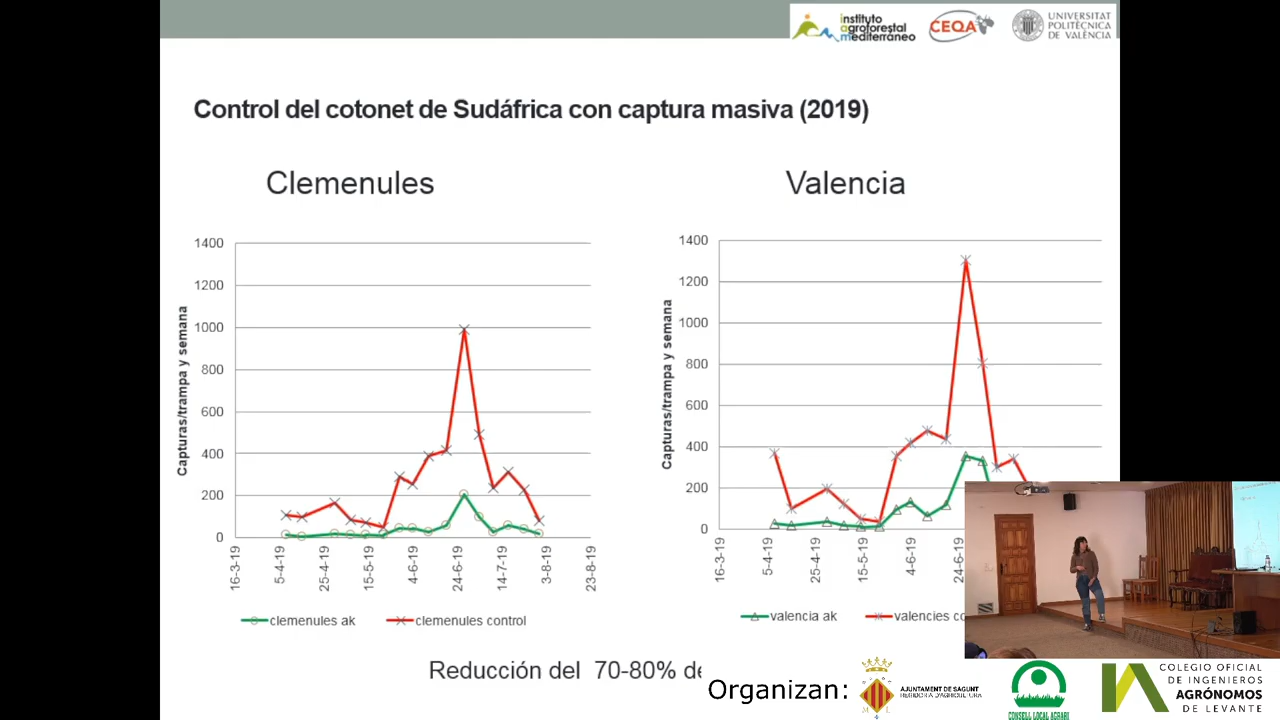 instituto
agroforestal
mediterráneo
CEQA
UNIVERSITAT
POLITÈCNICA
DE VALÈNCIA
Control del cotonet de Sudáfrica con captura masiva (2019)
Clemenules
Valencia
Capturas/trampa y semana
1400
1200
1000
800
600
400
200
0
16-3-19
5-4-19
25-4-19
15-5-19
4-6-19
24-6-19
14-7-19
3-8-19
23-8-19
clemenules ak
clemenules control
Capturas/trampa y semana
1400
1200
1000
800
600
400
200
0
16-3-19
5-4-19
25-4-19
15-5-19
4-6-19
24-6-19
valencia ak
valencies co
Reducción del 70-80% de
Organizan:
AJUNTAMENT DE SAGUNT
REGIDORIA D'AGRICULTURA
CONSELL LOCAL AGRARI
COLEGIO OFICIAL
DE INGENIEROS
AGRÓNOMOS
DE LEVANTE